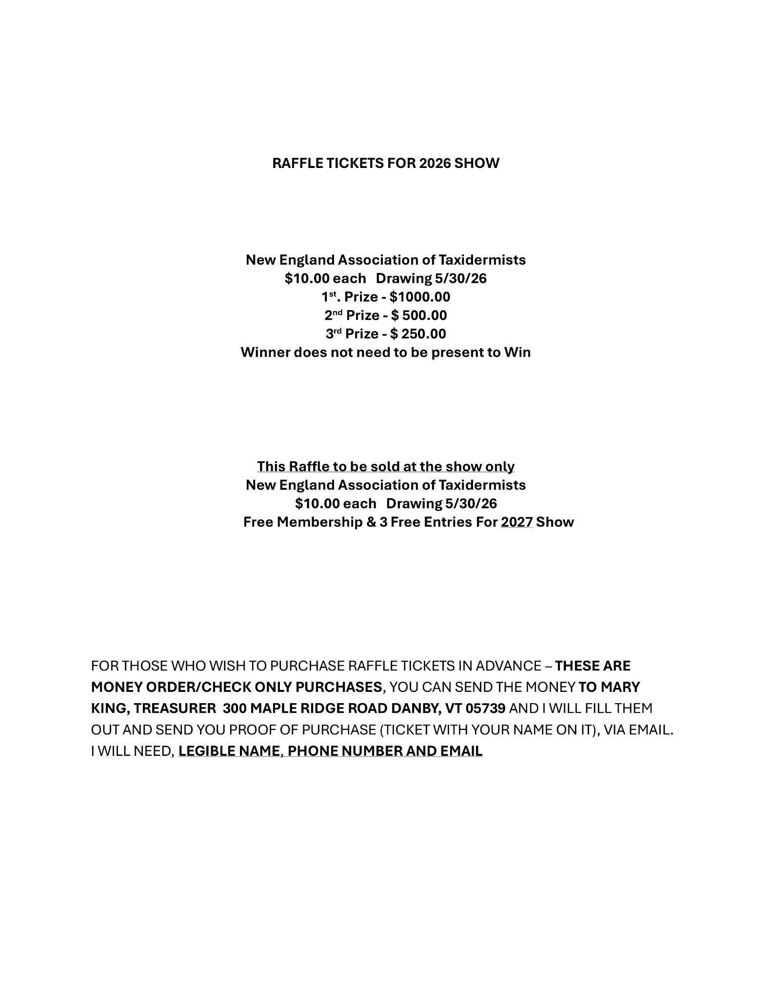 RAFFLE TICKETS FOR 2026 SHOW
New England Association of Taxidermists
$10.00 each   Drawing 5/30/26
1st. Prize - $1000.00
2nd Prize - $ 500.00
3rd Prize - $ 250.00
Winner does not need to be present to Win
This Raffle to be sold at the show only
New England Association of Taxidermists
$10.00 each   Drawing 5/30/26
Free Membership & 3 Free Entries For 2027 Show
FOR THOSE WHO WISH TO PURCHASE RAFFLE TICKETS IN ADVANCE – THESE ARE
MONEY ORDER/CHECK ONLY PURCHASES, YOU CAN SEND THE MONEY TO MARY
KING, TREASURER  300 MAPLE RIDGE ROAD DANBY, VT 05739 AND I WILL FILL THEM
OUT AND SEND YOU PROOF OF PURCHASE (TICKET WITH YOUR NAME ON IT), VIA EMAIL.
I WILL NEED, LEGIBLE NAME, PHONE NUMBER AND EMAIL